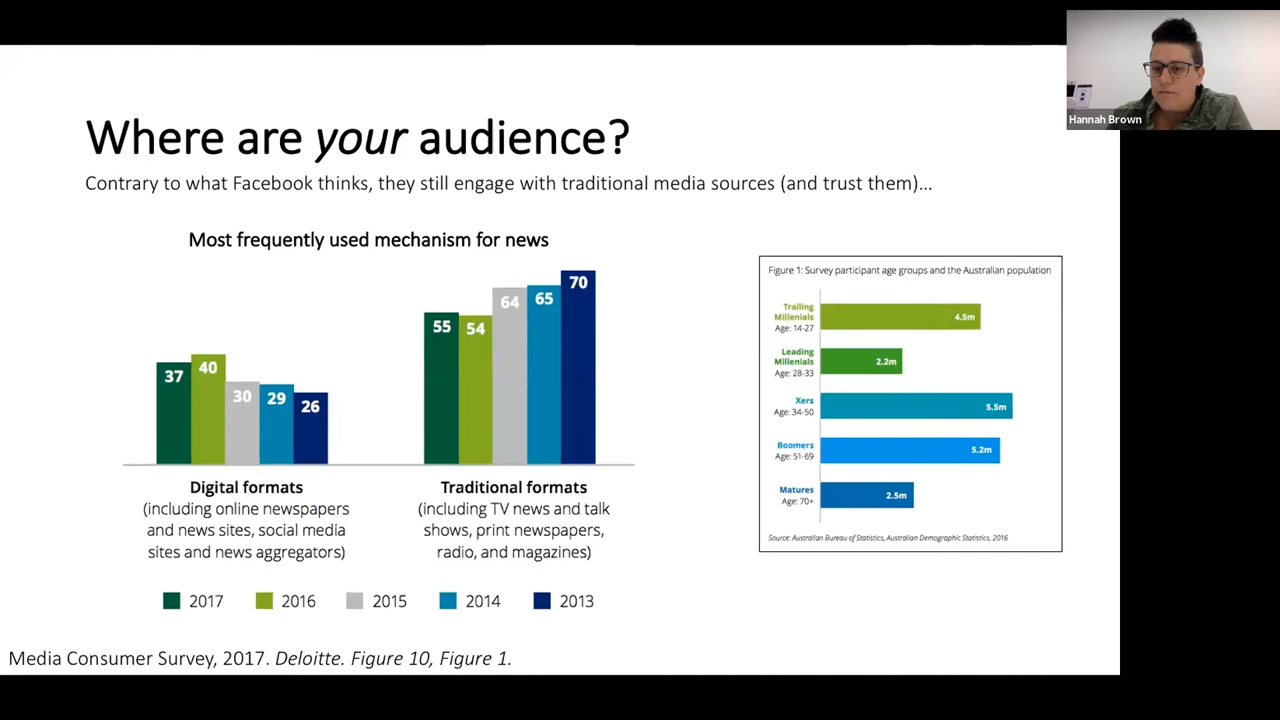 Hannah Brown
Where are your audience?
Contrary to what Facebook thinks, they still engage with traditional media sources (and trust them)...
Most frequently used mechanism for news
37
40
30
29
26
55
54
64
65
70
Digital formats
(including online newspapers
and news sites, social media
sites and news aggregators)
Traditional formats
(including TV news and talk
shows, print newspapers,
radio, and magazines)
2017 2016 2015 2014 2013
Figure 1: Survey participant age groups and the Australian population
Trailing
Millenials
Age: 14-27
4.5m
Leading
Millenials
Age: 28-33
2.2m
Xers
Age: 34-50
5.5m
Boomers
Age: 51-69
5.2m
Matures
Age: 70+
2.5m
Source: Australian Bureau of Statistics, Australian Demographic Statistics, 2016
Media Consumer Survey, 2017. Deloitte. Figure 10, Figure 1.